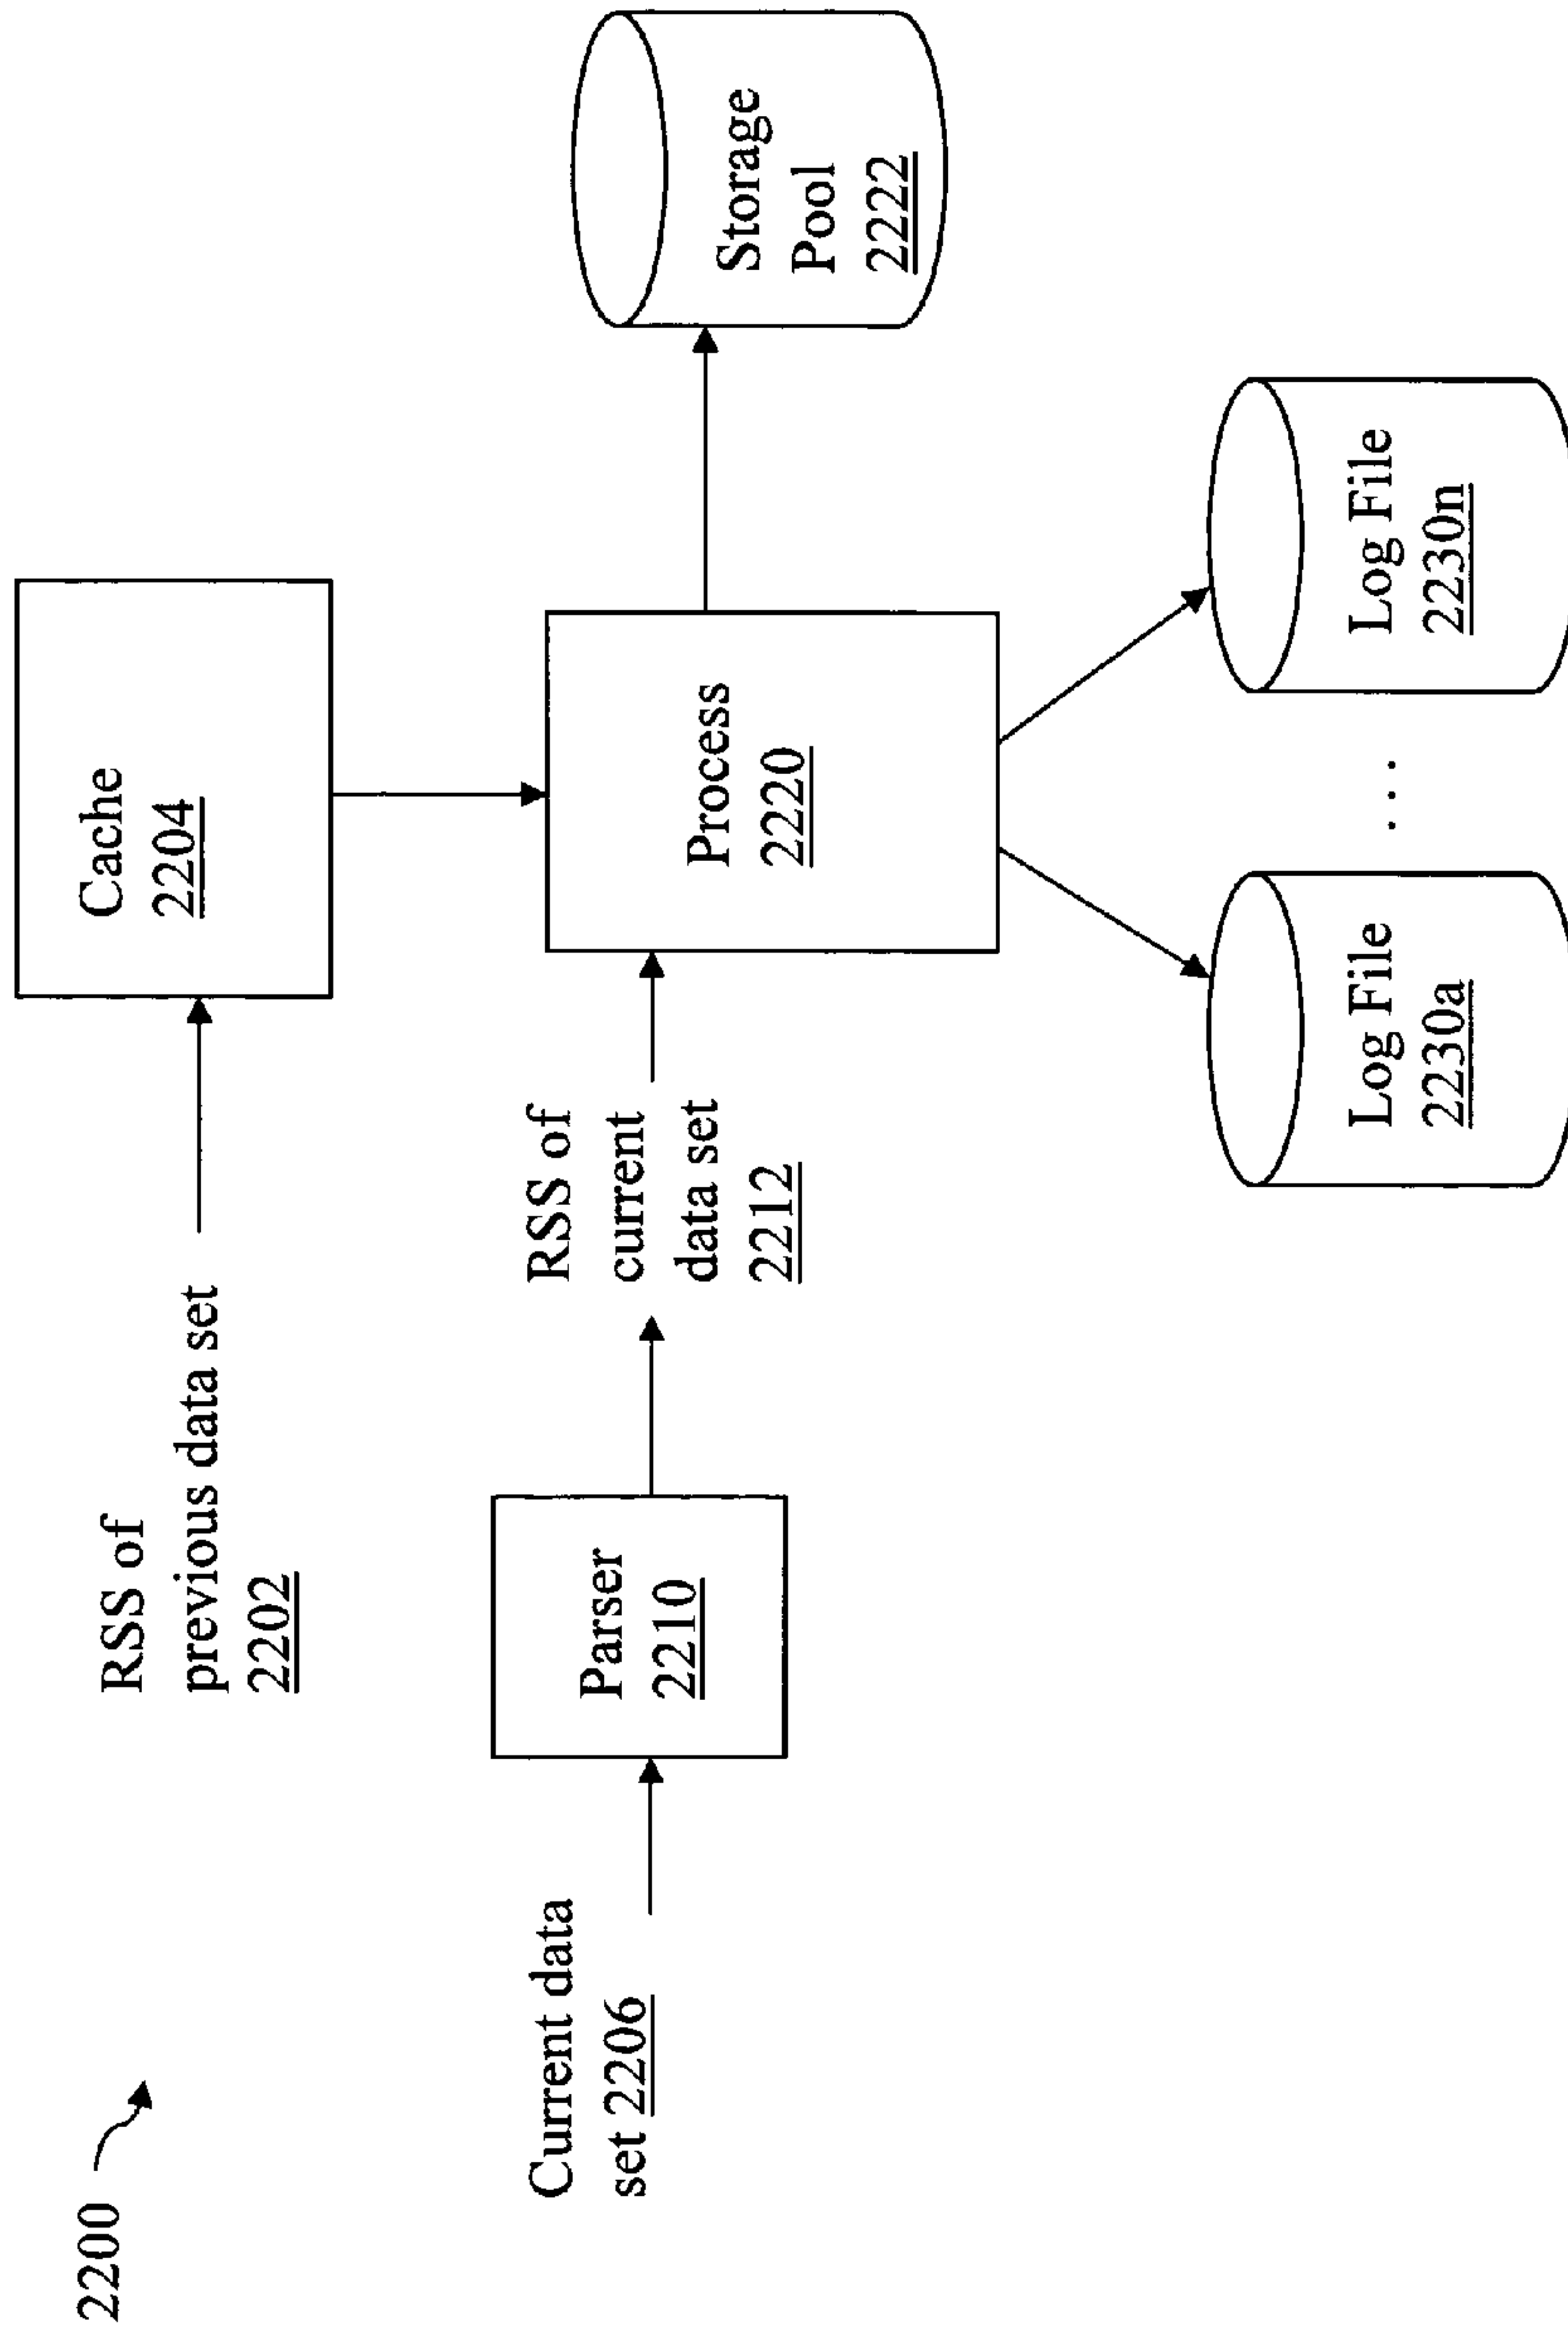 2200
RSS of
previous data set
2202
Cache
2204
Current data
set 2206
Parser
2210
RSS of
current
data set
2212
Process
2220
Storage
Pool
2222
Log File
2230a
. . .
Log File
2230n